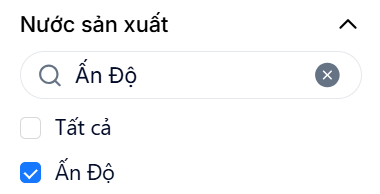 Nước sản xuất
Ấn Độ
Tất cả
Ấn Độ